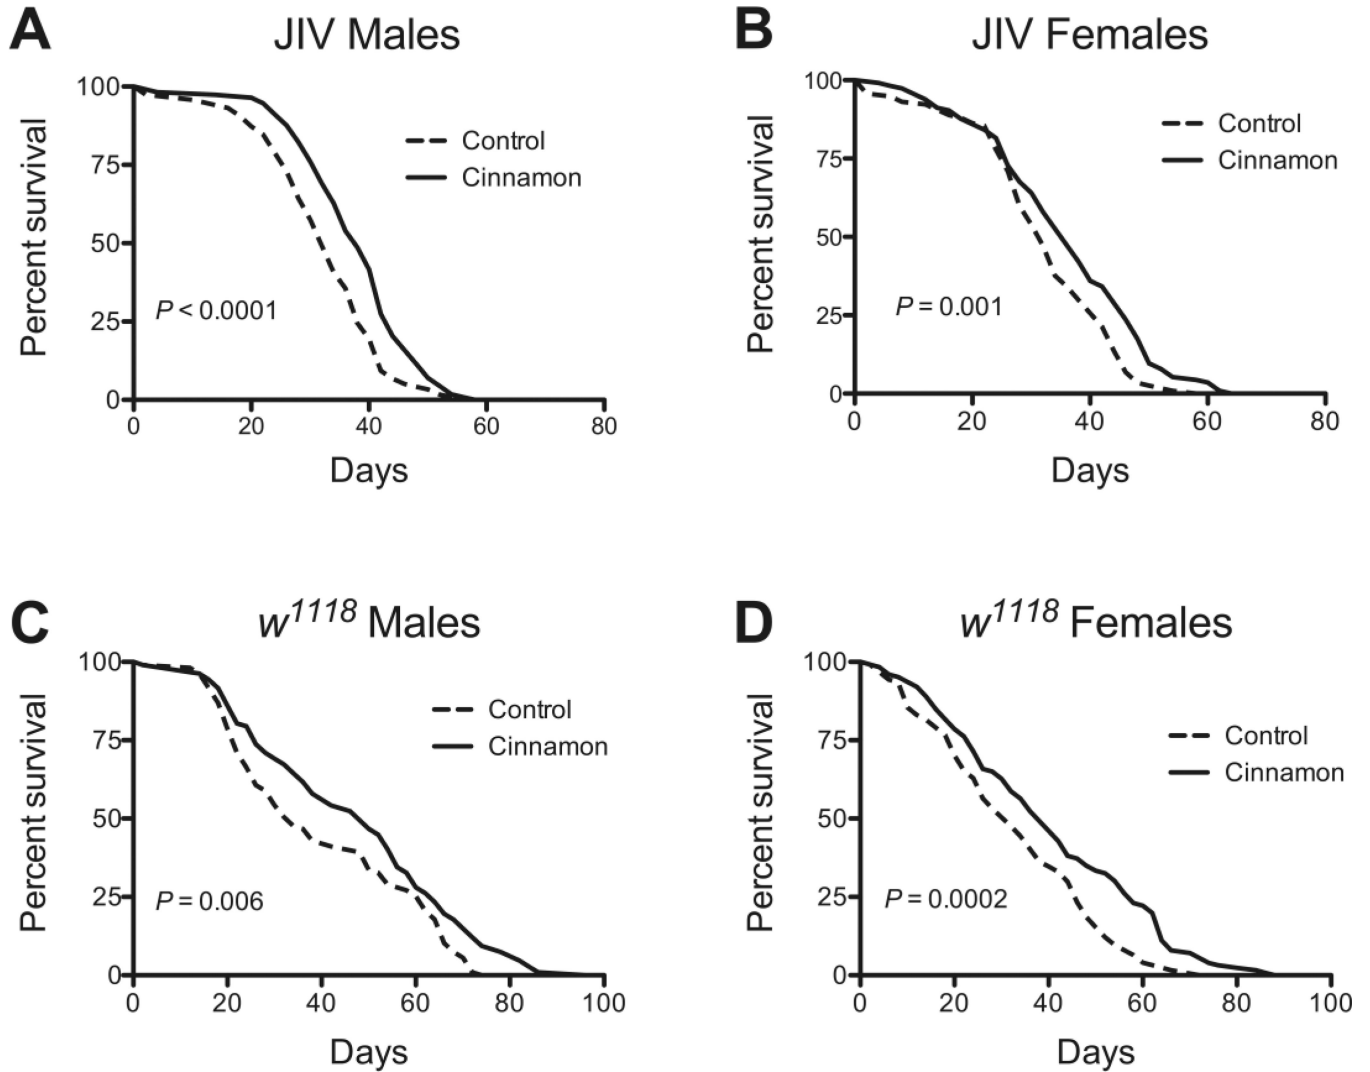 A
JIV Males
100
75
50
25
0
Percent survival
Control
Cinnamon
P < 0.0001
0 20 40 60 80
Days
B
JIV Females
100
75
50
25
0
Percent survival
Control
Cinnamon
P = 0.001
0 20 40 60 80
Days
C
w¹¹¹⁸ Males
100
75
50
25
0
Percent survival
Control
Cinnamon
P = 0.006
0 20 40 60 80 100
Days
D
w¹¹¹⁸ Females
100
75
50
25
0
Percent survival
Control
Cinnamon
P = 0.0002
0 20 40 60 80 100
Days